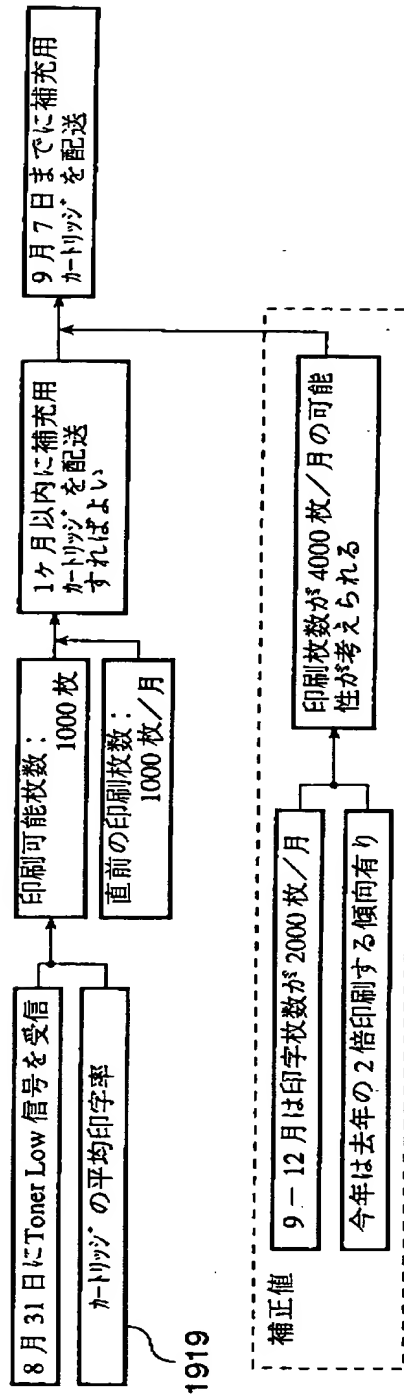 8月31日にToner Low信号を受信
カートリッジの平均印字率
1919
印刷可能枚数：
1000枚
直前の印刷枚数：
1000枚／月
1ヶ月以内に補充用
カートリッジを配送
すればよい
9月7日までに補充用
カートリッジを配送
補正値
9－12月は印字枚数が2000枚／月
今年は去年の2倍印刷する傾向有り
印刷枚数が4000枚／月の可能
性が考えられる